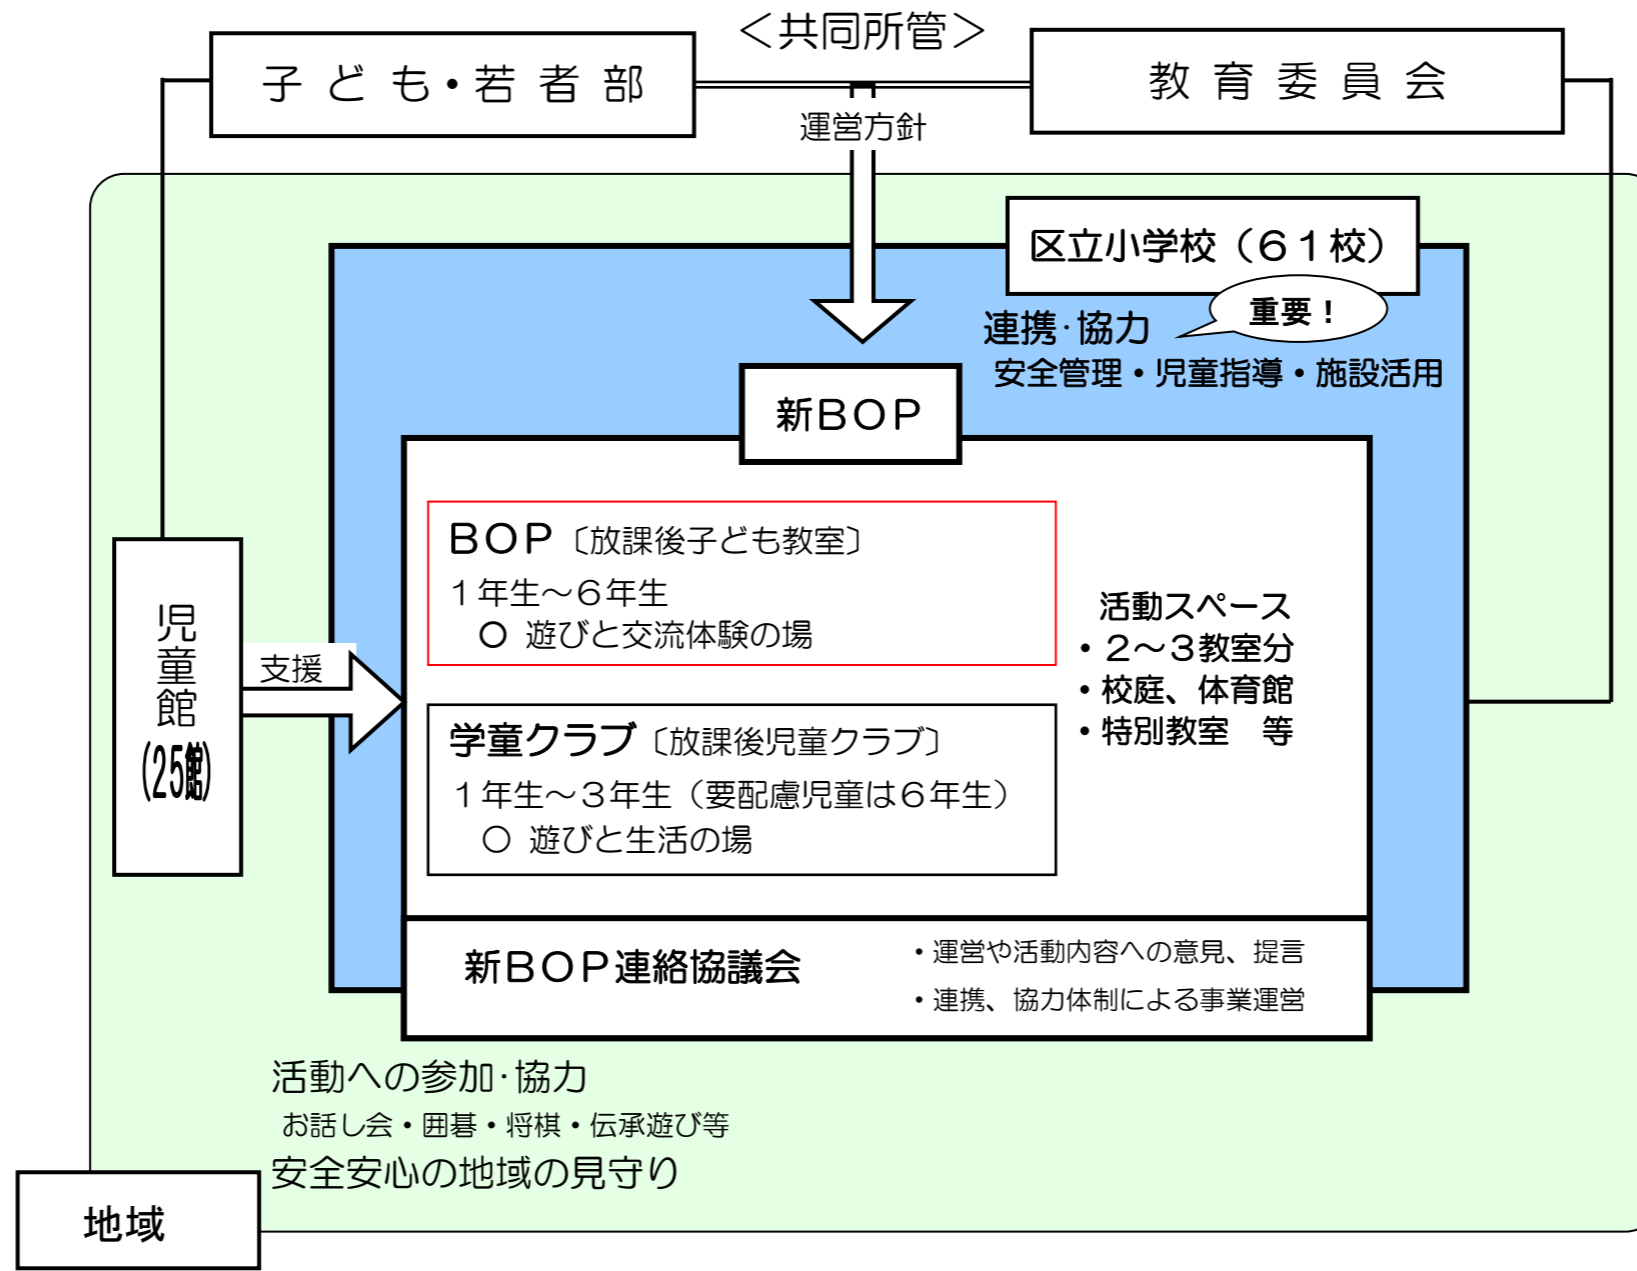 ＜共同所管＞
子ども・若者部
教育委員会
運営方針
区立小学校（６１校）
重要！
連携・協力
安全管理・児童指導・施設活用
新ＢＯＰ
ＢＯＰ〔放課後子ども教室〕
１年生～６年生
○ 遊びと交流体験の場
学童クラブ〔放課後児童クラブ〕
１年生～３年生（要配慮児童は６年生）
○ 遊びと生活の場
活動スペース
・２～３教室分
・校庭、体育館
・特別教室　等
児童館
(25館)
支援
新ＢＯＰ連絡協議会
・運営や活動内容への意見、提言
・連携、協力体制による事業運営
活動への参加・協力
お話し会・囲碁・将棋・伝承遊び等
安全安心の地域の見守り
地域